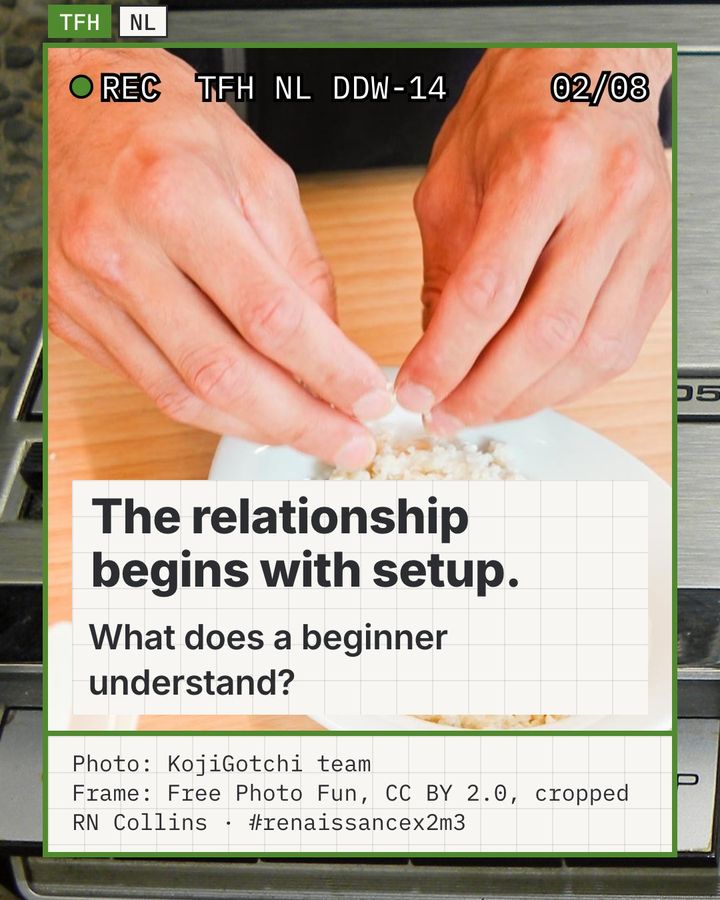 TFH NL
REC TFH NL DDW-14 02/08
05
The relationship
begins with setup.
What does a beginner
understand?
Photo: KojiGotchi team
Frame: Free Photo Fun, CC BY 2.0, cropped
RN Collins · #renaissancex2m3